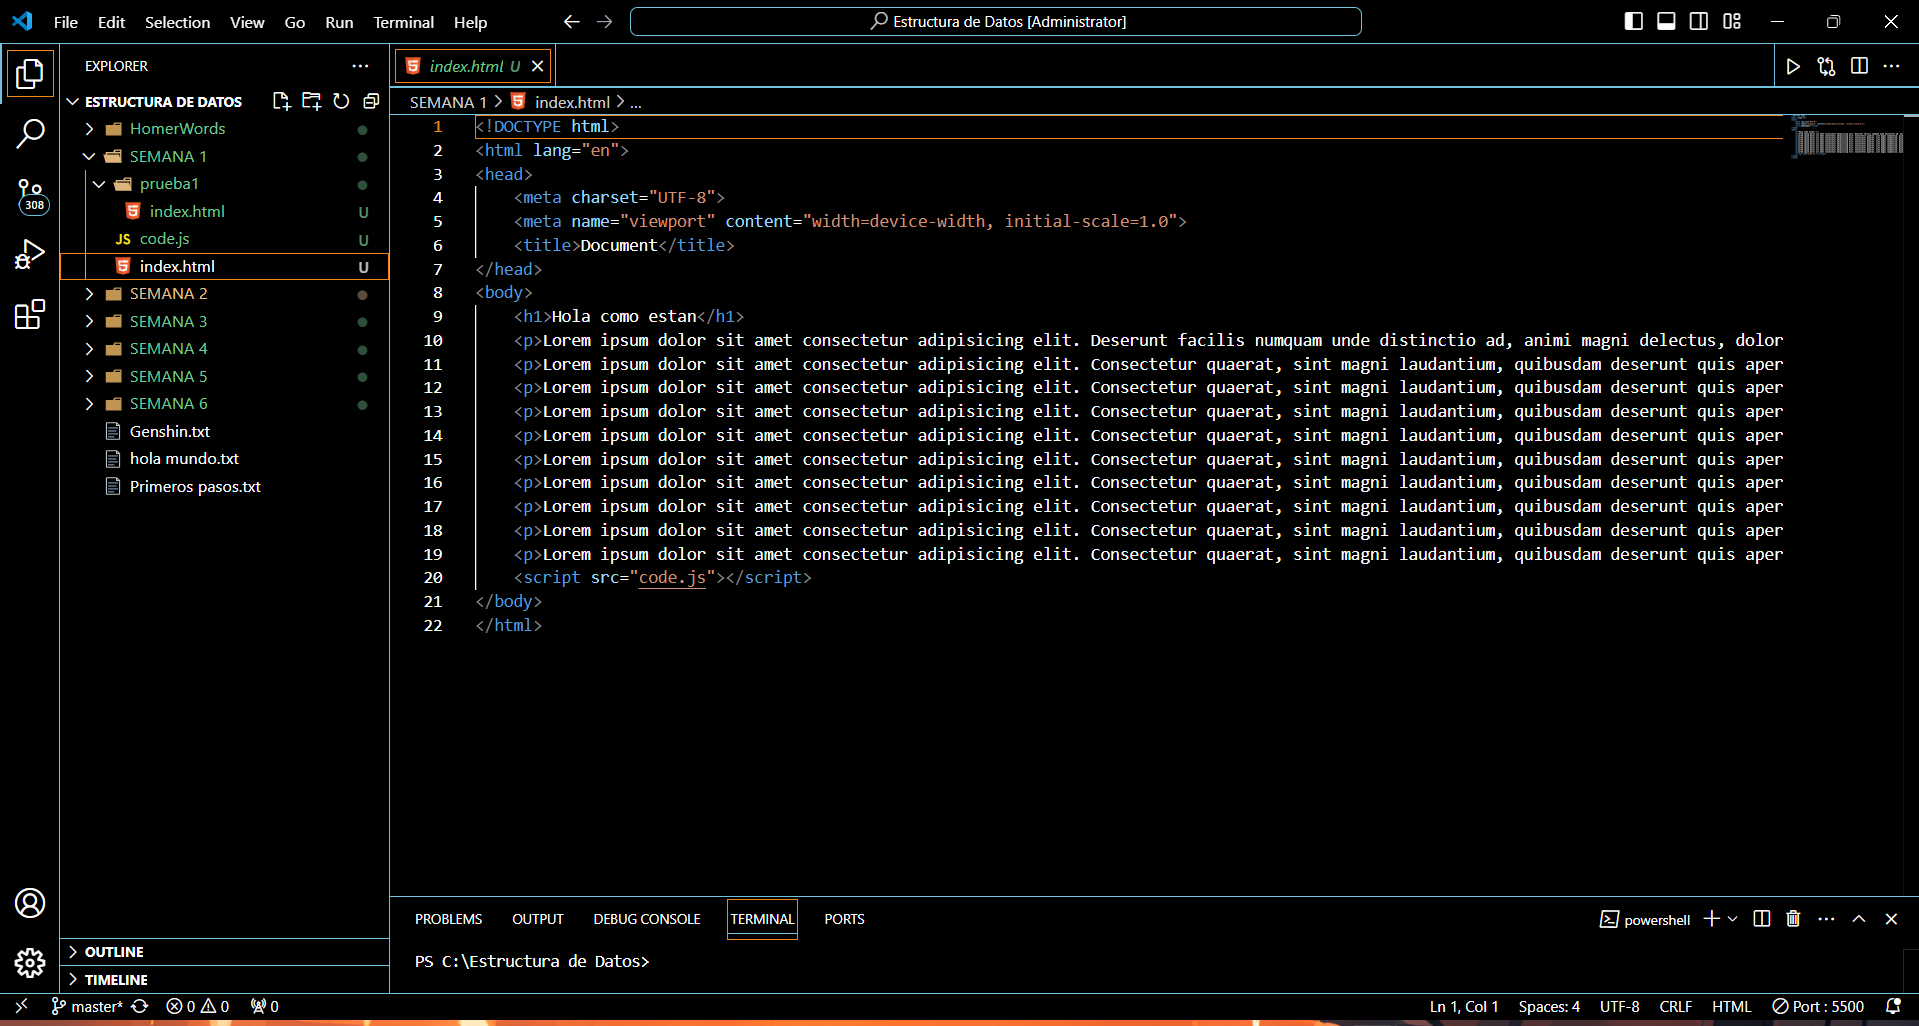 File Edit Selection View Go Run Terminal Help
Estructura de Datos [Administrator]
EXPLORER
ESTRUCTURA DE DATOS
HomerWords
SEMANA 1
prueba1
index.html U
JS code.js U
index.html U
SEMANA 2
SEMANA 3
SEMANA 4
SEMANA 5
SEMANA 6
Genshin.txt
hola mundo.txt
Primeros pasos.txt
308
OUTLINE
TIMELINE
index.html U
SEMANA 1 > index.html > ...
1 <!DOCTYPE html>
2 <html lang="en">
3 <head>
4 <meta charset="UTF-8">
5 <meta name="viewport" content="width=device-width, initial-scale=1.0">
6 <title>Document</title>
7 </head>
8 <body>
9 <h1>Hola como estan</h1>
10 <p>Lorem ipsum dolor sit amet consectetur adipisicing elit. Deserunt facilis numquam unde distinctio ad, animi magni delectus, dolor
11 <p>Lorem ipsum dolor sit amet consectetur adipisicing elit. Consectetur quaerat, sint magni laudantium, quibusdam deserunt quis aper
12 <p>Lorem ipsum dolor sit amet consectetur adipisicing elit. Consectetur quaerat, sint magni laudantium, quibusdam deserunt quis aper
13 <p>Lorem ipsum dolor sit amet consectetur adipisicing elit. Consectetur quaerat, sint magni laudantium, quibusdam deserunt quis aper
14 <p>Lorem ipsum dolor sit amet consectetur adipisicing elit. Consectetur quaerat, sint magni laudantium, quibusdam deserunt quis aper
15 <p>Lorem ipsum dolor sit amet consectetur adipisicing elit. Consectetur quaerat, sint magni laudantium, quibusdam deserunt quis aper
16 <p>Lorem ipsum dolor sit amet consectetur adipisicing elit. Consectetur quaerat, sint magni laudantium, quibusdam deserunt quis aper
17 <p>Lorem ipsum dolor sit amet consectetur adipisicing elit. Consectetur quaerat, sint magni laudantium, quibusdam deserunt quis aper
18 <p>Lorem ipsum dolor sit amet consectetur adipisicing elit. Consectetur quaerat, sint magni laudantium, quibusdam deserunt quis aper
19 <p>Lorem ipsum dolor sit amet consectetur adipisicing elit. Consectetur quaerat, sint magni laudantium, quibusdam deserunt quis aper
20 <script src="code.js"></script>
21 </body>
22 </html>
PROBLEMS OUTPUT DEBUG CONSOLE TERMINAL PORTS
powershell
PS C:\Estructura de Datos>
master* 0 0 0
Ln 1, Col 1 Spaces: 4 UTF-8 CRLF HTML Port : 5500